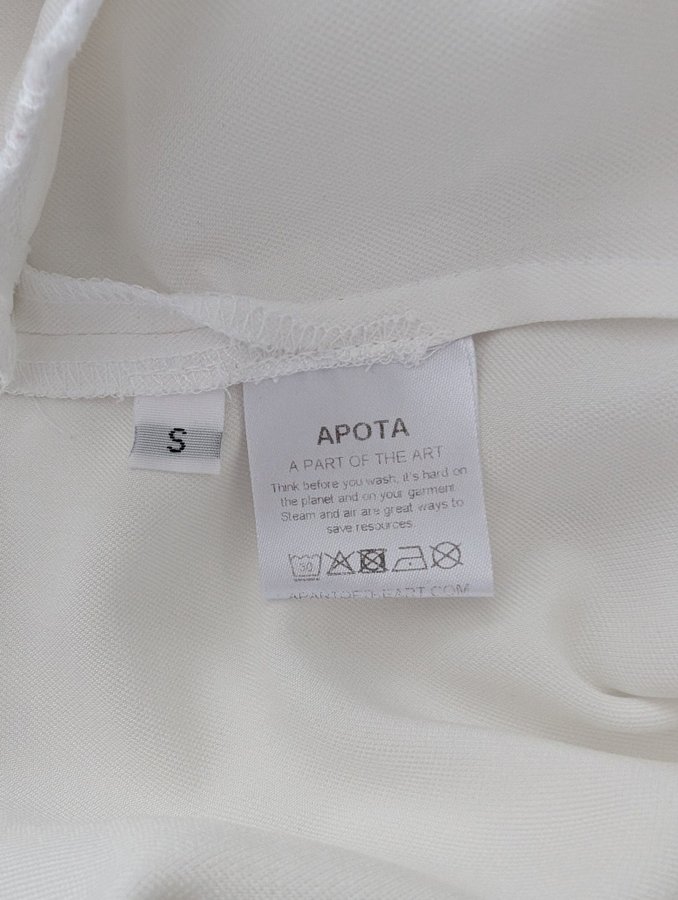 S
APOTA
A PART OF THE ART
Think before you wash, it's hard on
the planet and on your garment.
Steam and air are great ways to
save resources.
30